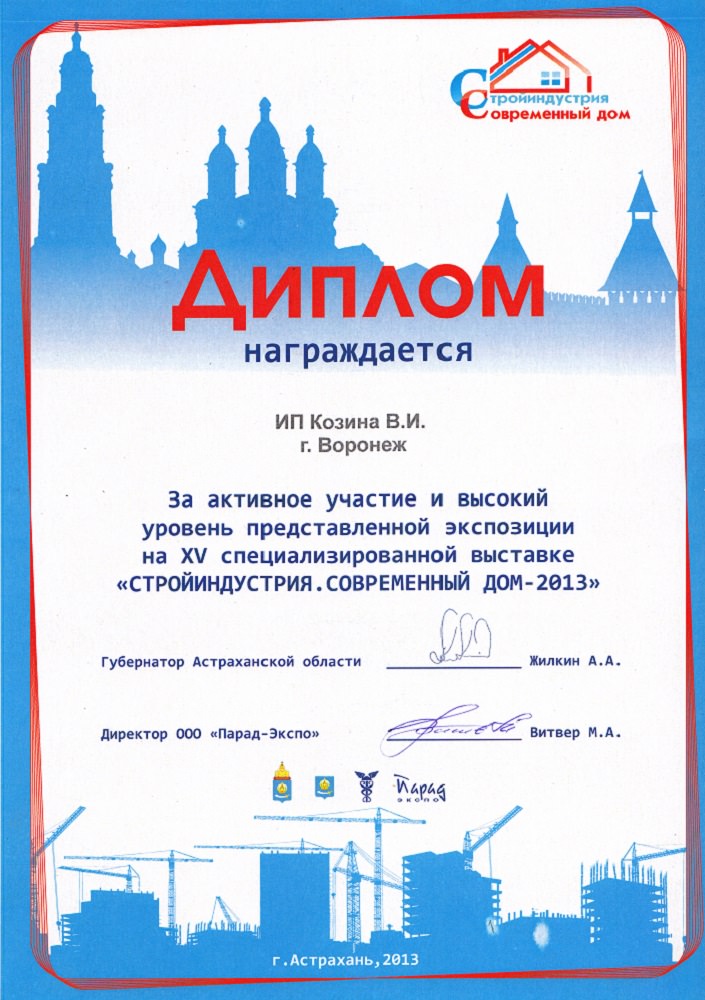 Стройиндустрия
Современный дом
Диплом
награждается
ИП Козина В.И.
г. Воронеж
За активное участие и высокий
уровень представленной экспозиции
на XV специализированной выставке
«СТРОЙИНДУСТРИЯ.СОВРЕМЕННЫЙ ДОМ-2013»
Губернатор Астраханской области Жилкин А.А.
Директор ООО «Парад-Экспо» Витвер М.А.
Парад
экспо
г.Астрахань,2013